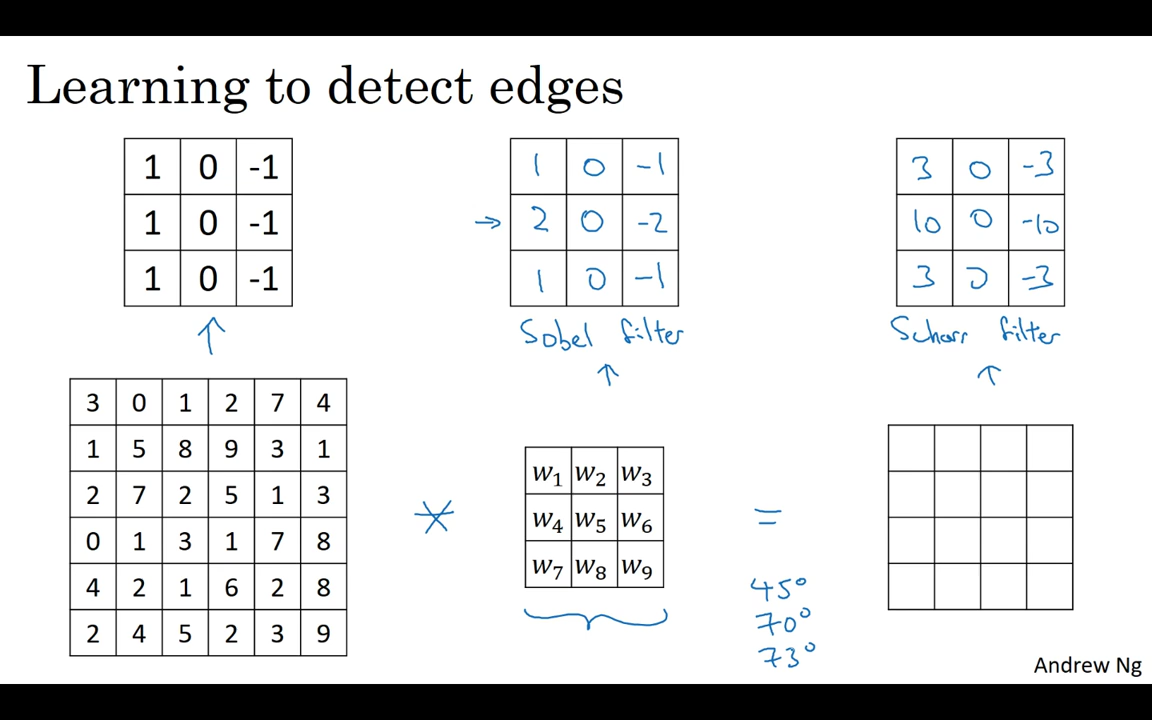 Learning to detect edges
1 0 -1
1 0 -1
1 0 -1
↑
1 0 -1
→ 2 0 -2
1 0 -1
Sobel filter
↑
3 0 -3
10 0 -10
3 0 -3
Scharr filter
↑
3 0 1 2 7 4
1 5 8 9 3 1
2 7 2 5 1 3
0 1 3 1 7 8
4 2 1 6 2 8
2 4 5 2 3 9
*
w₁ w₂ w₃
w₄ w₅ w₆
w₇ w₈ w₉
=
45°
70°
73°
Andrew Ng